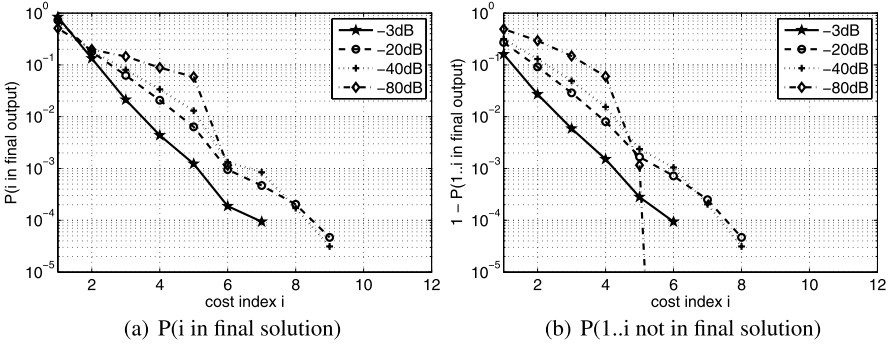 10^0
10^-1
10^-2
10^-3
10^-4
10^-5
P(i in final output)
2 4 6 8 10 12
cost index i
-3dB
-20dB
-40dB
-80dB
(a) P(i in final solution)
10^0
10^-1
10^-2
10^-3
10^-4
10^-5
1 - P(1..i in final output)
2 4 6 8 10 12
cost index i
-3dB
-20dB
-40dB
-80dB
(b) P(1..i not in final solution)